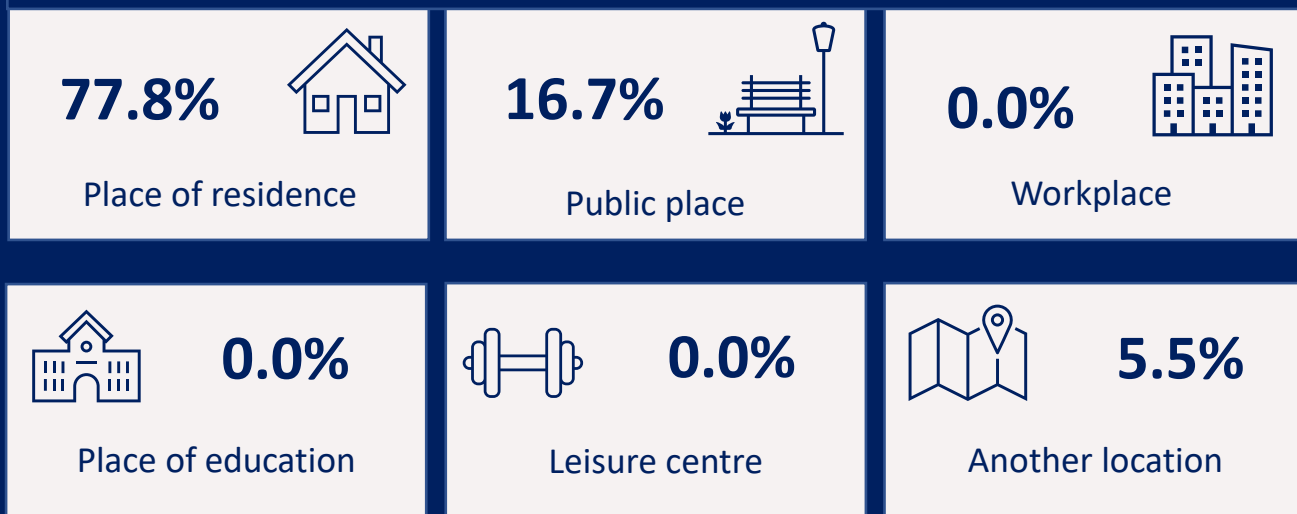 77.8%
Place of residence
16.7%
Public place
0.0%
Workplace
0.0%
Place of education
0.0%
Leisure centre
5.5%
Another location